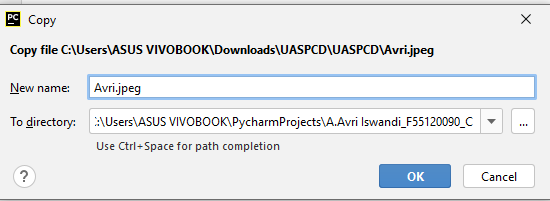 PC Copy
Copy file C:\Users\ASUS VIVOBOOK\Downloads\UASPCD\UASPCD\Avri.jpeg
New name: Avri.jpeg
To directory: :\Users\ASUS VIVOBOOK\PycharmProjects\A.Avri Iswandi_F55120090_C ...
Use Ctrl+Space for path completion
? OK Cancel